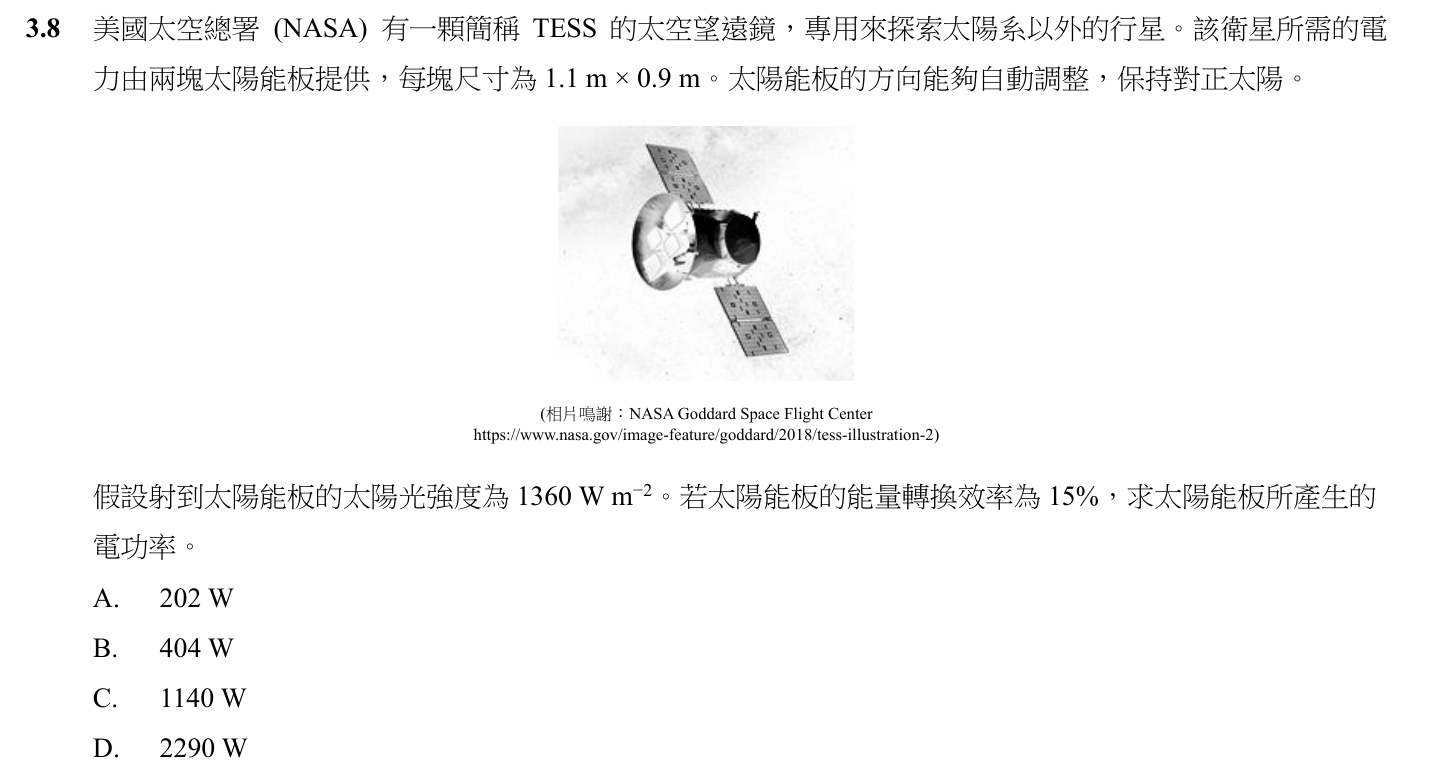 3.8 美國太空總署 (NASA) 有一顆簡稱 TESS 的太空望遠鏡，專用來探索太陽系以外的行星。該衛星所需的電
力由兩塊太陽能板提供，每塊尺寸為 1.1 m × 0.9 m。太陽能板的方向能夠自動調整，保持對正太陽。
(相片鳴謝：NASA Goddard Space Flight Center
https://www.nasa.gov/image-feature/goddard/2018/tess-illustration-2)
假設射到太陽能板的太陽光強度為 1360 W m⁻²。若太陽能板的能量轉換效率為 15%，求太陽能板所產生的
電功率。
A. 202 W
B. 404 W
C. 1140 W
D. 2290 W